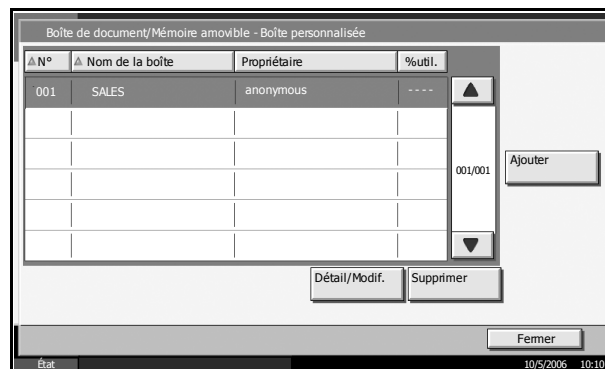 Boîte de document/Mémoire amovible - Boîte personnalisée
N° Nom de la boîte Propriétaire %util.
001 SALES anonymous ----
001/001
Ajouter
Détail/Modif. Supprimer
Fermer
État 10/5/2006 10:10